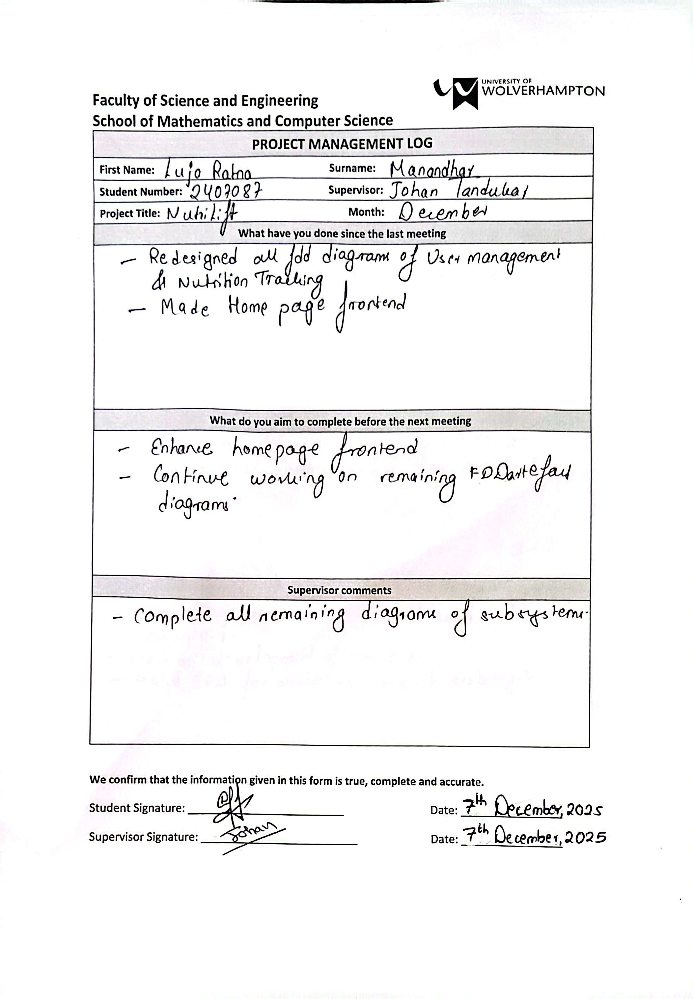 UNIVERSITY OF
WOLVERHAMPTON
Faculty of Science and Engineering
School of Mathematics and Computer Science
PROJECT MANAGEMENT LOG
First Name: Lujo Ratna Surname: Manandhar
Student Number: 2407087 Supervisor: Johan Tandukar
Project Title: NutriLift Month: December
What have you done since the last meeting
- Redesigned all fdd diagrams of User management
& Nutrition Tracking
- Made Home page frontend
What do you aim to complete before the next meeting
- Enhance homepage frontend
- Continue working on remaining FDD
diagrams.
Supervisor comments
- Complete all remaining diagrams of subsystems.
We confirm that the information given in this form is true, complete and accurate.
Student Signature: Date: 7th December, 2025
Supervisor Signature: Johan Date: 7th December, 2025